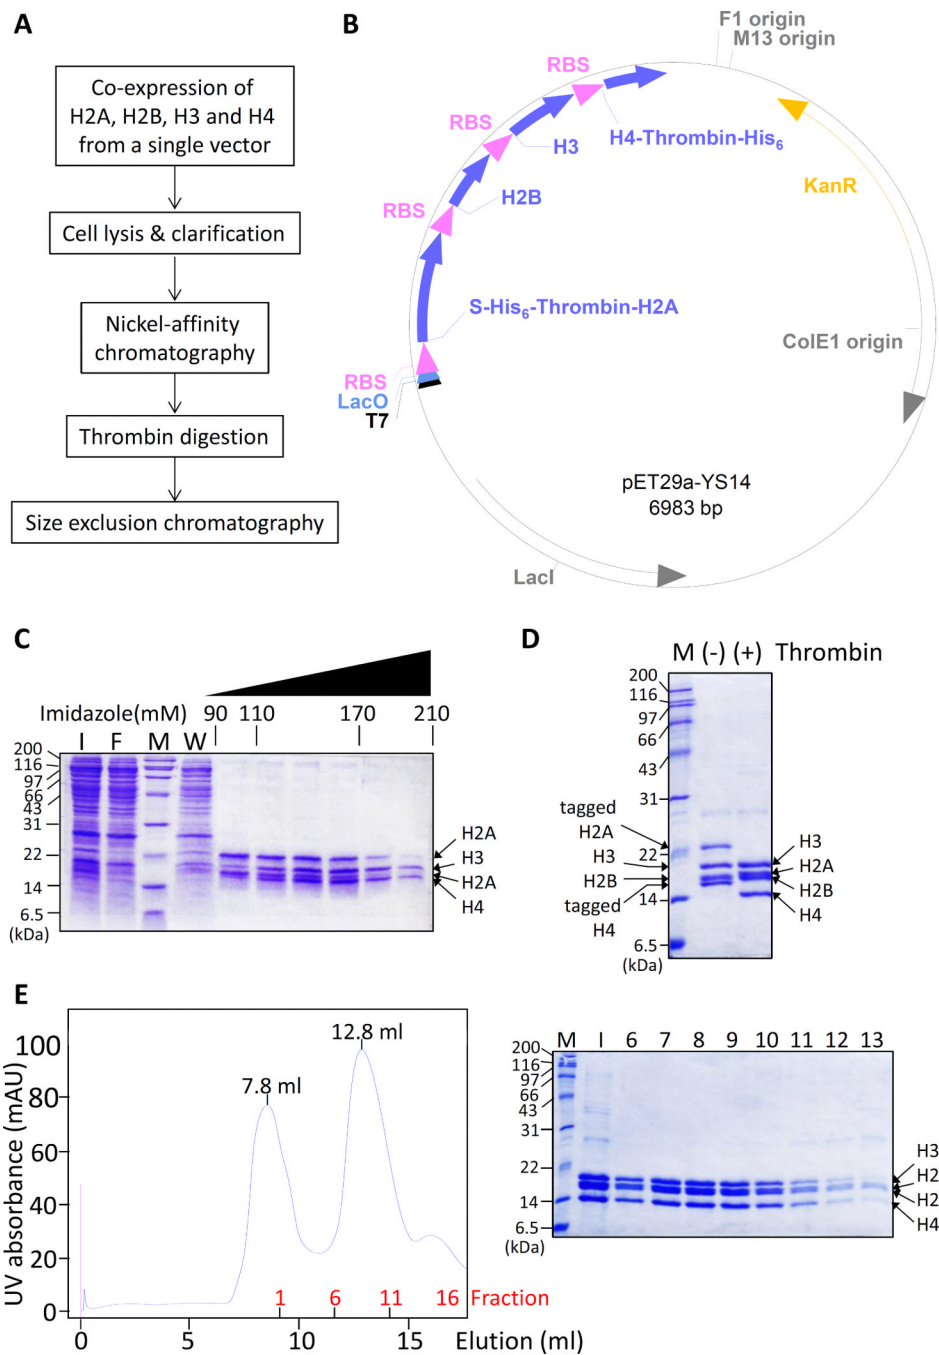 A
Co-expression of
H2A, H2B, H3 and H4
from a single vector
Cell lysis & clarification
Nickel-affinity
chromatography
Thrombin digestion
Size exclusion chromatography
B
F1 origin
M13 origin
RBS
RBS
H3
H4-Thrombin-His6
KanR
RBS
H2B
S-His6-Thrombin-H2A
ColE1 origin
RBS
LacO
T7
pET29a-YS14
6983 bp
LacI
C
Imidazole(mM)
90 110 170 210
I F M W
200
116
97
66
43
31
22
14
6.5
(kDa)
H2A
H3
H2A
H4
D
M (-) (+) Thrombin
200
116
97
66
43
31
22
14
6.5
(kDa)
tagged
H2A
H3
H2B
tagged
H4
H3
H2A
H2B
H4
E
UV absorbance (mAU)
100
80
60
40
20
0
7.8 ml
12.8 ml
1 6 11 16 Fraction
0 5 10 15 Elution (ml)
M I 6 7 8 9 10 11 12 13
200
116
97
66
43
31
22
14
6.5
(kDa)
H3
H2
H2
H4